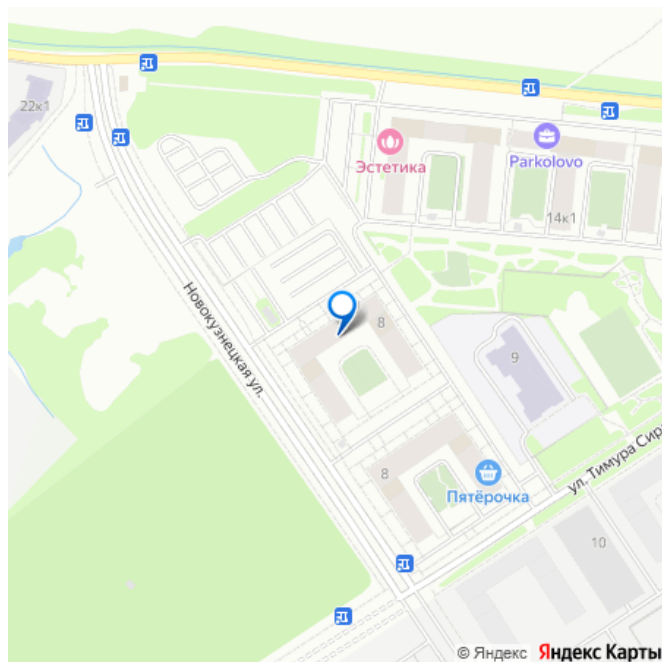 22к1
Эстетика
Parkolovo
14к1
Новокузнецкая ул.
8
9
8
Пятёрочка
ул. Тимура Сир
10
© Яндекс Яндекс Карты